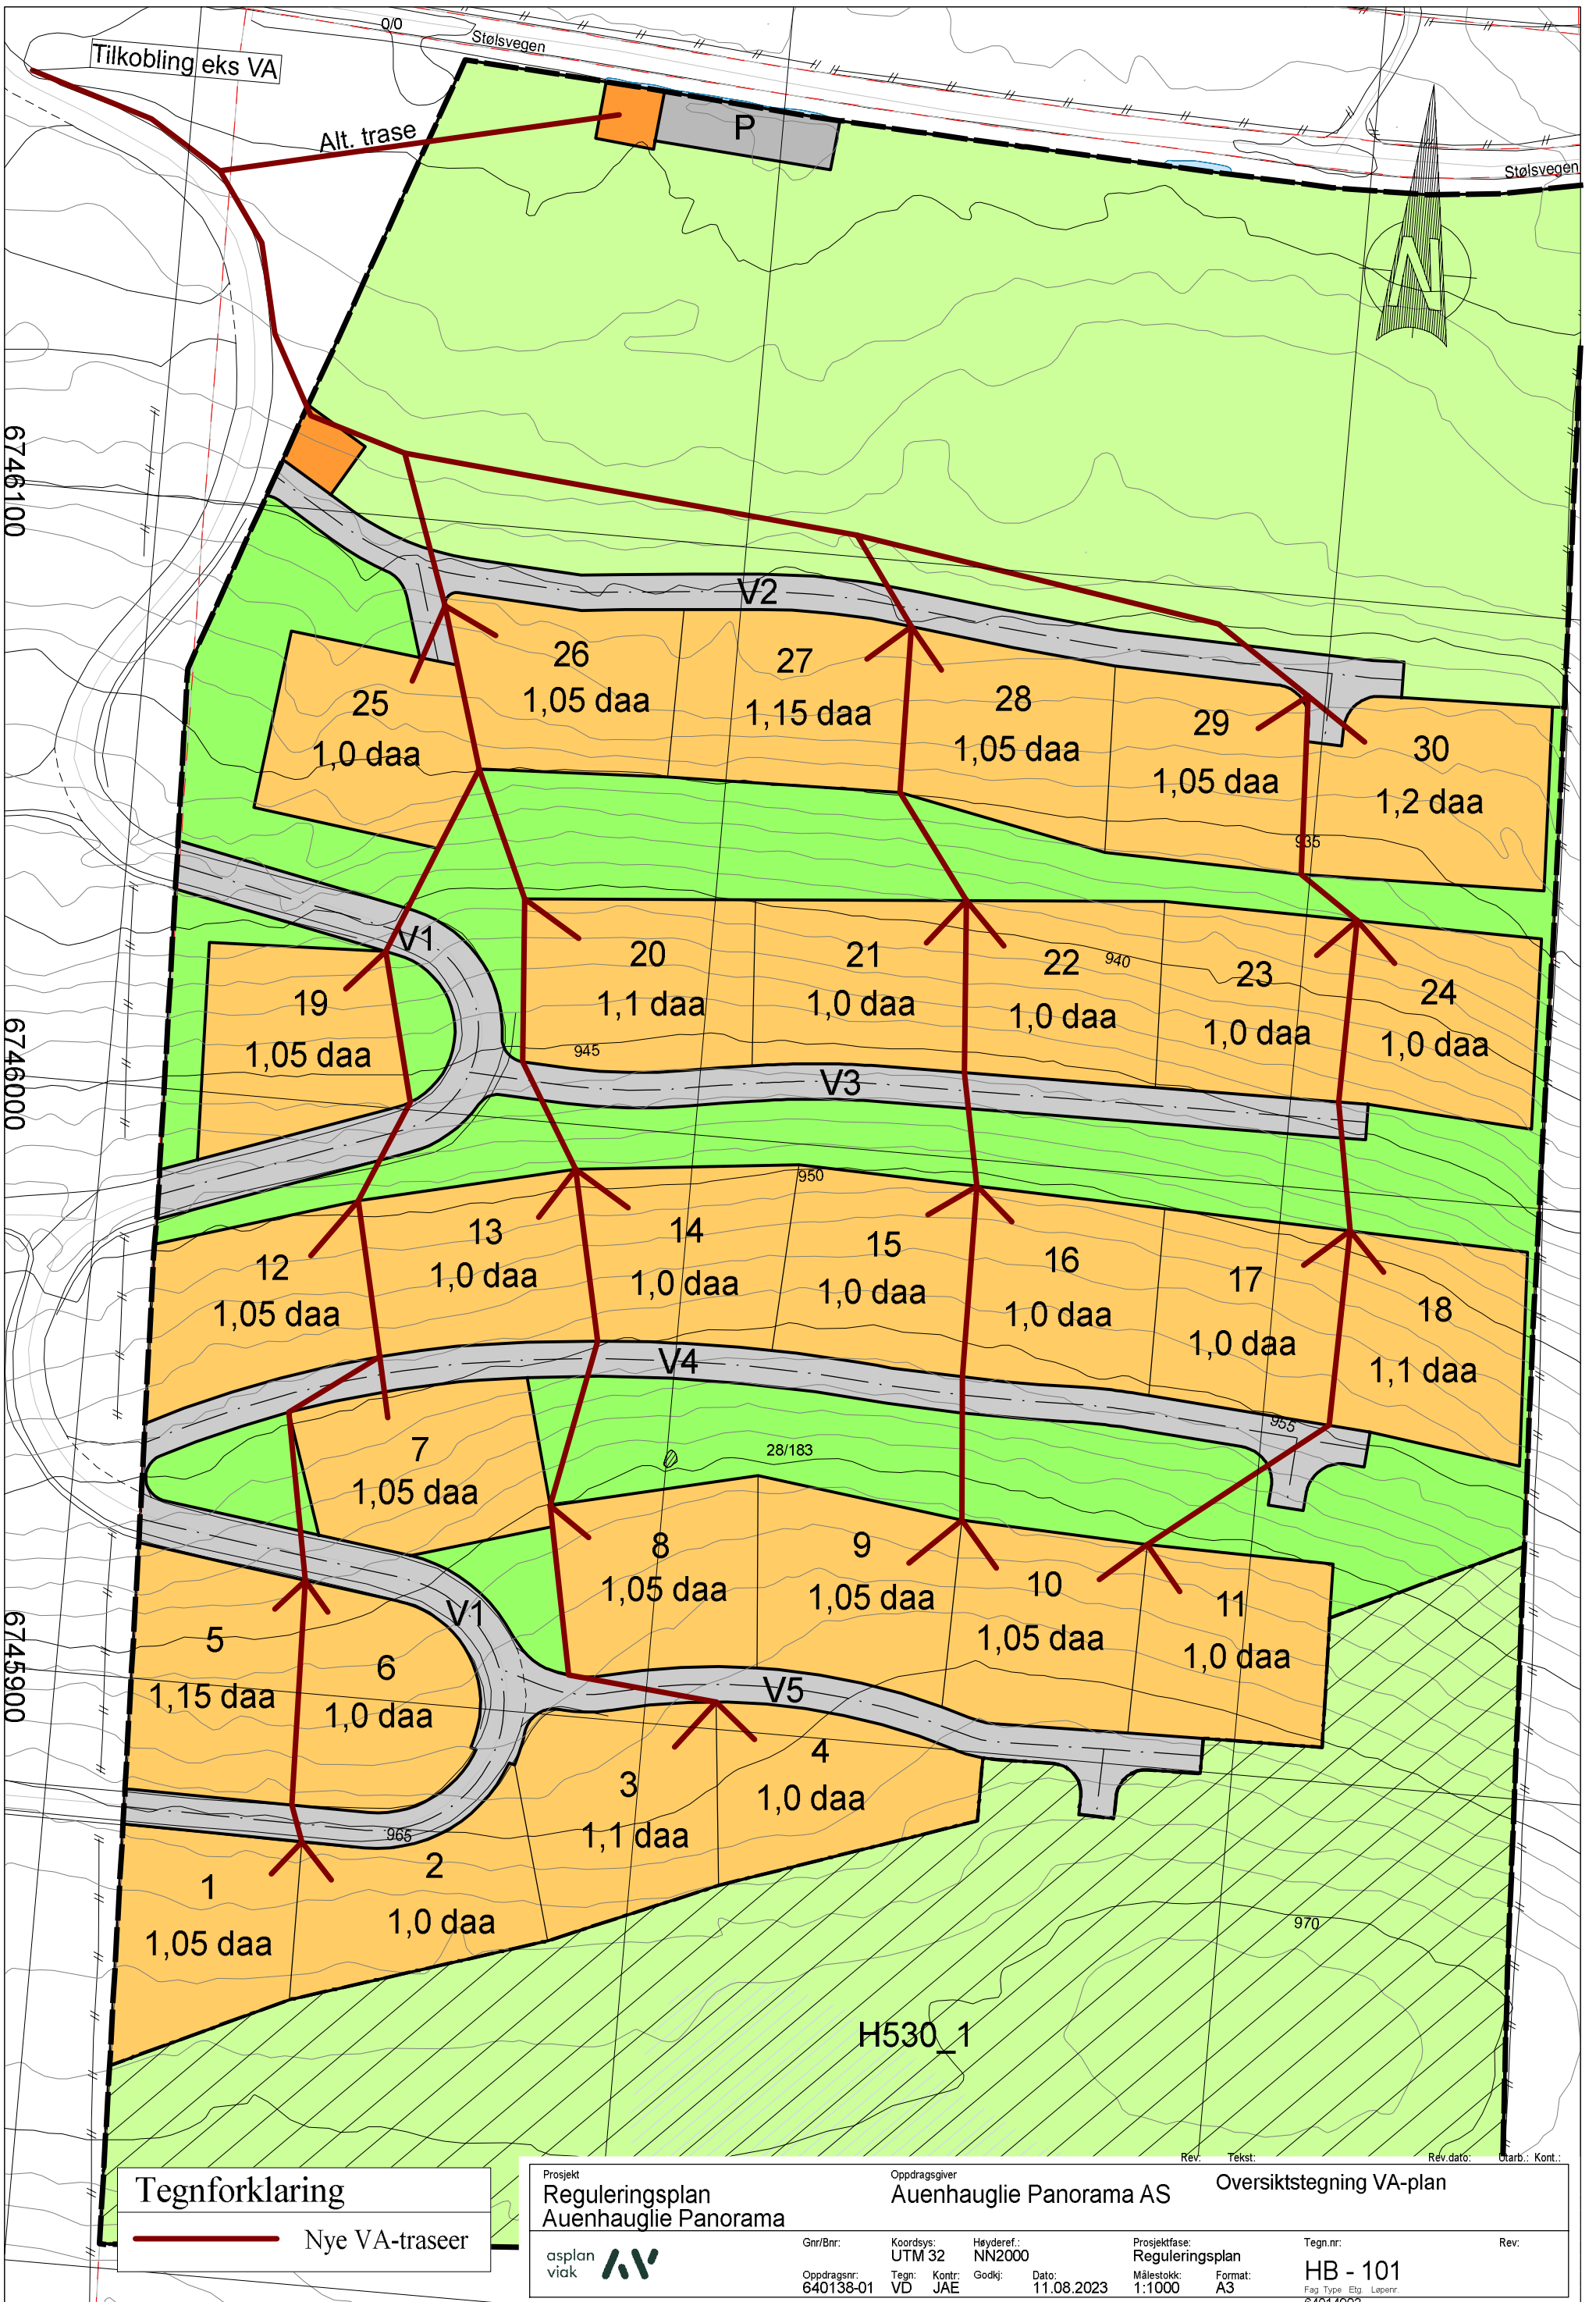 0/0
Stølsvegen
Tilkobling eks VA
Alt. trase
P
Stølsvegen
N
6746100
V2
26
1,05 daa
27
1,15 daa
25
1,0 daa
28
1,05 daa
29
1,05 daa
30
1,2 daa
935
V1
20
1,1 daa
21
1,0 daa
22
1,0 daa
940
23
1,0 daa
24
1,0 daa
19
1,05 daa
945
6746000
V3
950
12
1,05 daa
13
1,0 daa
14
1,0 daa
15
1,0 daa
16
1,0 daa
17
1,0 daa
18
1,1 daa
V4
955
28/183
7
1,05 daa
8
1,05 daa
9
1,05 daa
10
1,05 daa
11
1,0 daa
V1
5
1,15 daa
6
1,0 daa
6745900
V5
3
1,1 daa
4
1,0 daa
965
1
1,05 daa
2
1,0 daa
970
H530_1
Tegnforklaring
Nye VA-traseer
Rev: Tekst: Rev.dato: Utarb.: Kont.:
Prosjekt
Reguleringsplan
Auenhauglie Panorama
Oppdragsgiver
Auenhauglie Panorama AS
Oversiktstegning VA-plan
asplan
viak
Gnr/Bnr:
Koordsys:
UTM 32
Høyderef.:
NN2000
Prosjektfase:
Reguleringsplan
Tegn.nr:
HB - 101
Rev:
Oppdragsnr:
640138-01
Tegn:
VD
Kontr:
JAE
Godkj:
Dato:
11.08.2023
Målestokk:
1:1000
Format:
A3
Fag Type Etg. Løpenr.